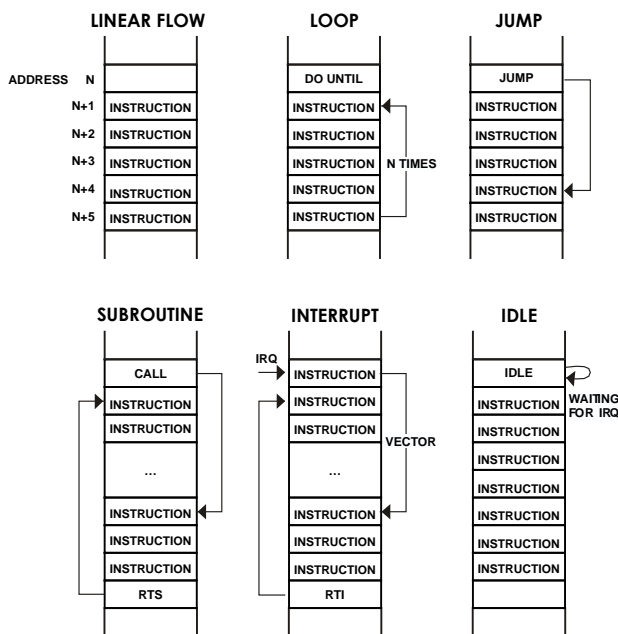 LINEAR FLOW LOOP JUMP
ADDRESS N DO UNTIL JUMP
N+1 INSTRUCTION INSTRUCTION INSTRUCTION
N+2 INSTRUCTION INSTRUCTION INSTRUCTION
N+3 INSTRUCTION INSTRUCTION N TIMES INSTRUCTION
N+4 INSTRUCTION INSTRUCTION INSTRUCTION
N+5 INSTRUCTION INSTRUCTION INSTRUCTION
SUBROUTINE INTERRUPT IDLE
IRQ
CALL INSTRUCTION IDLE
INSTRUCTION INSTRUCTION INSTRUCTION WAITING
FOR IRQ
INSTRUCTION INSTRUCTION INSTRUCTION
VECTOR
... ... INSTRUCTION
INSTRUCTION
INSTRUCTION INSTRUCTION INSTRUCTION
INSTRUCTION INSTRUCTION INSTRUCTION
INSTRUCTION INSTRUCTION INSTRUCTION
RTS RTI